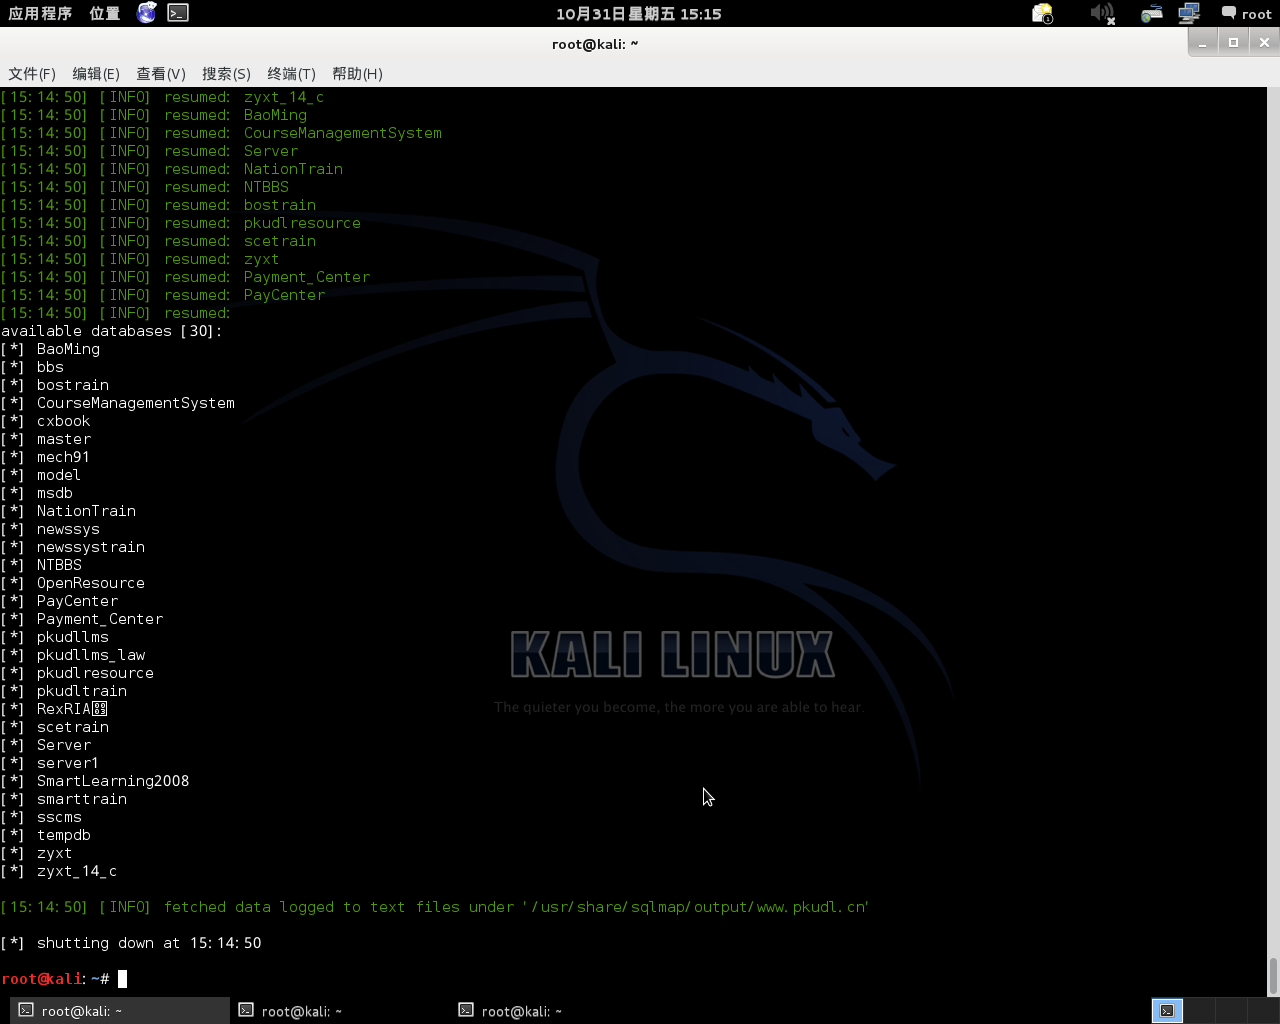 应用程序 位置 10月31日星期五 15:15 1 root
root@kali: ~
文件(F) 编辑(E) 查看(V) 搜索(S) 终端(T) 帮助(H)
[15:14:50] [INFO] resumed: zyxt_14_c
[15:14:50] [INFO] resumed: BaoMing
[15:14:50] [INFO] resumed: CourseManagementSystem
[15:14:50] [INFO] resumed: Server
[15:14:50] [INFO] resumed: NationTrain
[15:14:50] [INFO] resumed: NTBBS
[15:14:50] [INFO] resumed: bostrain
[15:14:50] [INFO] resumed: pkudlresource
[15:14:50] [INFO] resumed: scetrain
[15:14:50] [INFO] resumed: zyxt
[15:14:50] [INFO] resumed: Payment_Center
[15:14:50] [INFO] resumed: PayCenter
[15:14:50] [INFO] resumed:
available databases [30]:
[*] BaoMing
[*] bbs
[*] bostrain
[*] CourseManagementSystem
[*] cxbook
[*] master
[*] mech91
[*] model
[*] msdb
[*] NationTrain
[*] newssys
[*] newssystrain
[*] NTBBS
[*] OpenResource
[*] PayCenter
[*] Payment_Center
[*] pkudllms
[*] pkudllms_law
[*] pkudlresource
[*] pkudltrain
[*] RexRIA
[*] scetrain
[*] Server
[*] server1
[*] SmartLearning2008
[*] smarttrain
[*] sscms
[*] tempdb
[*] zyxt
[*] zyxt_14_c
[15:14:50] [INFO] fetched data logged to text files under '/usr/share/sqlmap/output/www.pkudl.cn'
[*] shutting down at 15:14:50
root@kali:~#
KALI LINUX
The quieter you become, the more you are able to hear.
root@kali: ~ root@kali: ~ root@kali: ~